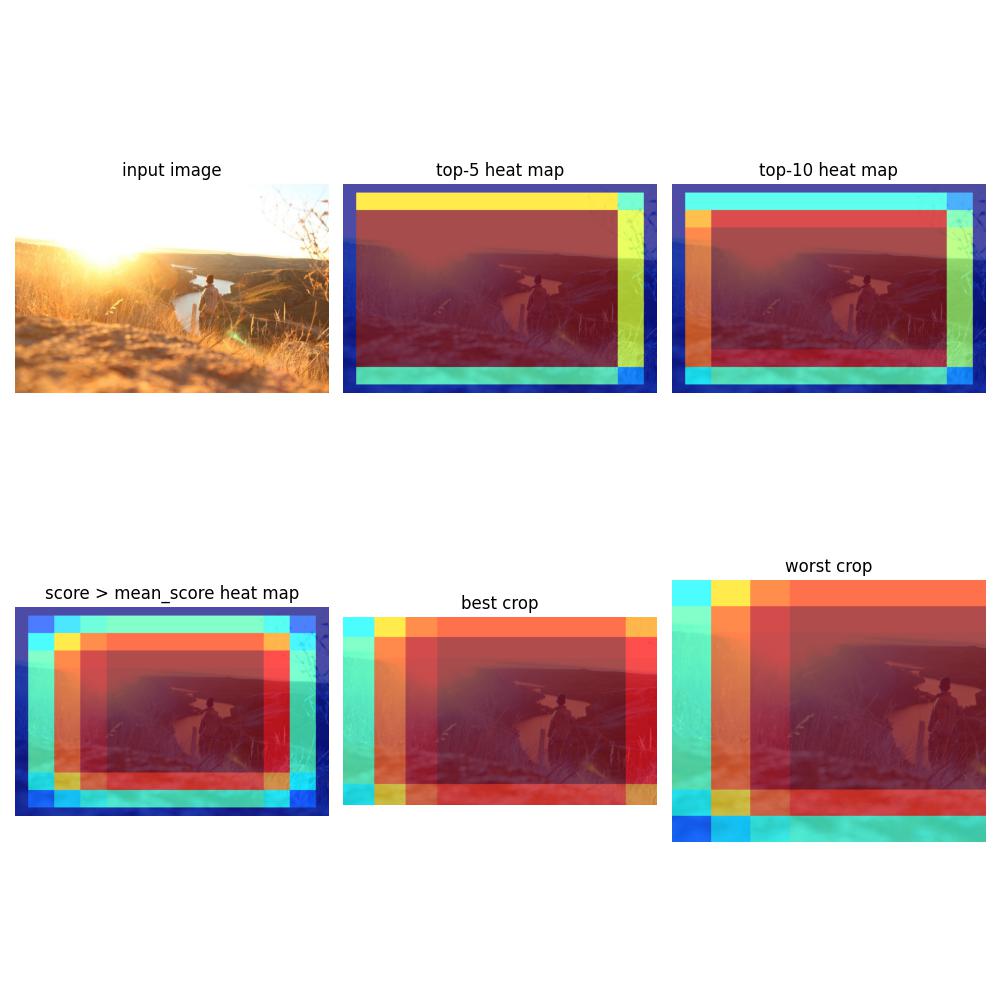 input image
top-5 heat map
top-10 heat map
score > mean_score heat map
best crop
worst crop